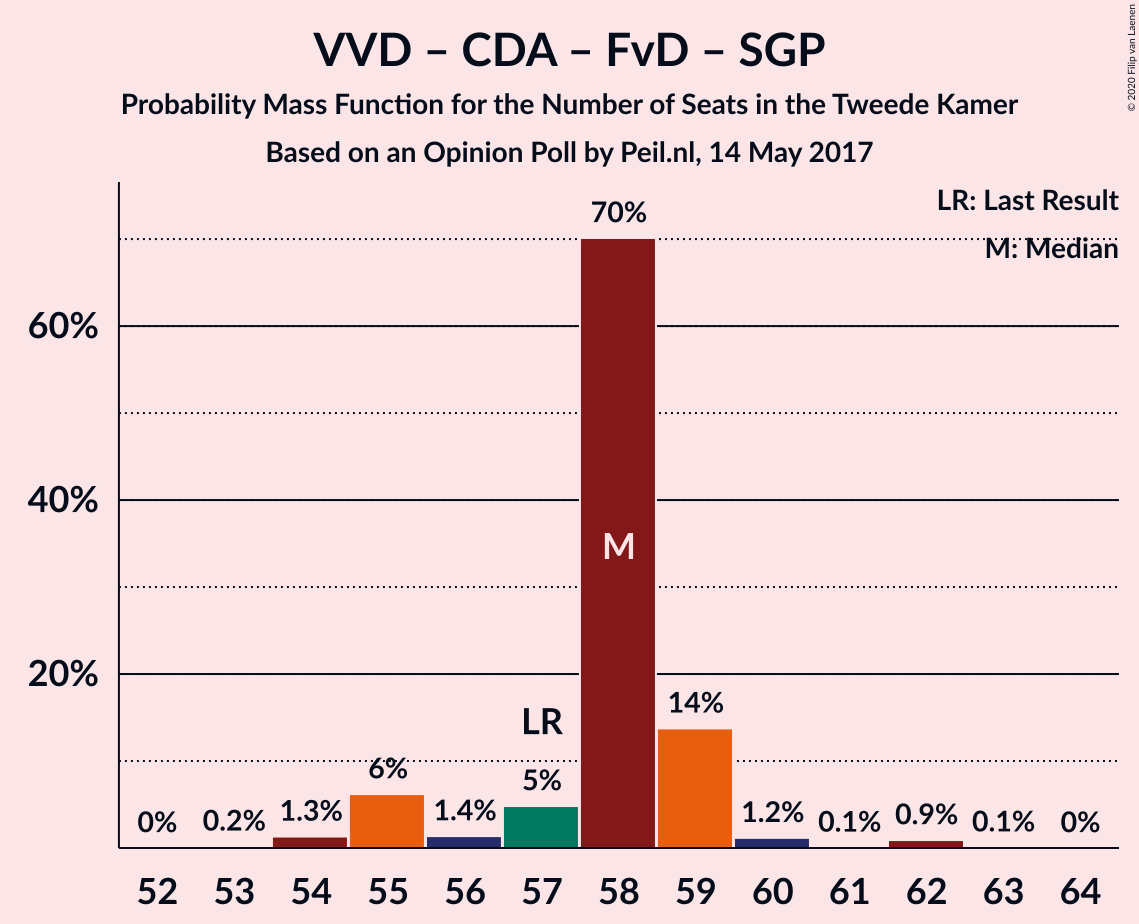 VVD – CDA – FvD – SGP
Probability Mass Function for the Number of Seats in the Tweede Kamer
Based on an Opinion Poll by Peil.nl, 14 May 2017
© 2020 Filip van Laenen
LR: Last Result
M: Median
70%
60%
40%
M
20%
14%
LR
6%
5%
0%
0.2%
1.3%
1.4%
1.2%
0.1%
0.9%
0.1%
0%
52 53 54 55 56 57 58 59 60 61 62 63 64